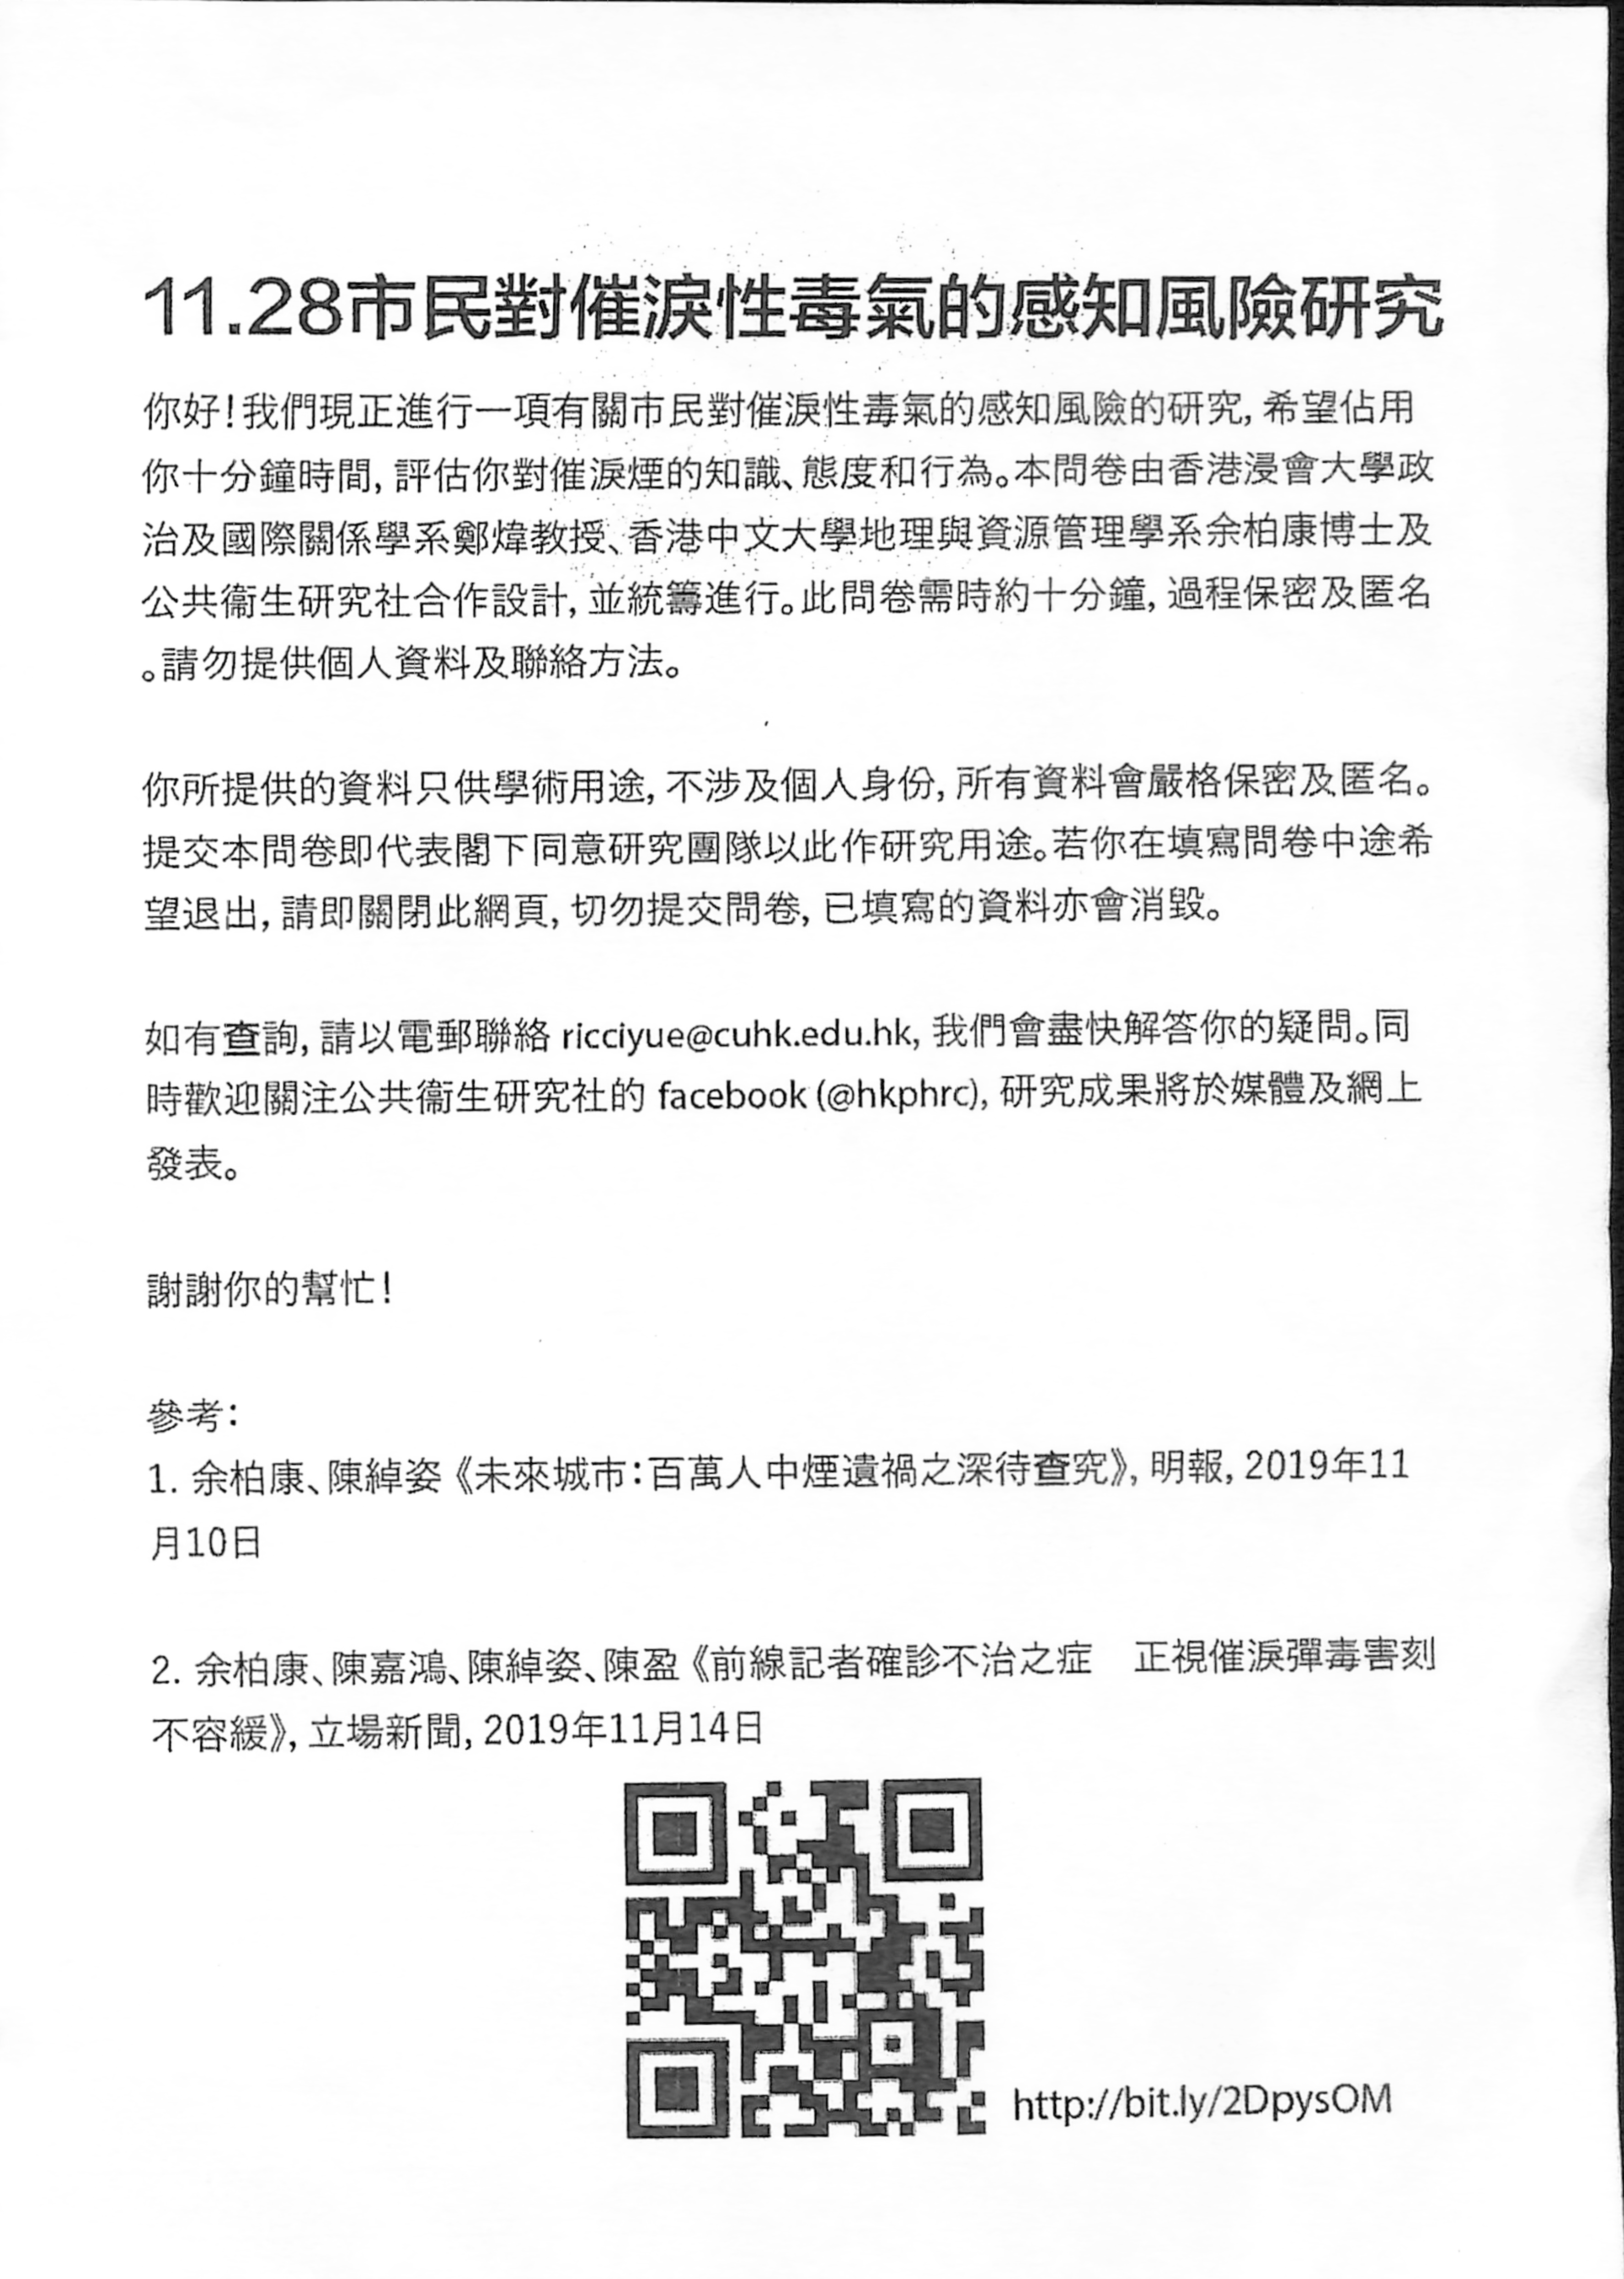 11.28市民對催淚性毒氣的感知風險研究
你好!我們現正進行一項有關市民對催淚性毒氣的感知風險的研究, 希望佔用
你十分鐘時間, 評估你對催淚煙的知識、態度和行為。本問卷由香港浸會大學政
治及國際關係學系鄭煒教授、香港中文大學地理與資源管理學系余柏康博士及
公共衞生研究社合作設計, 並統籌進行。此問卷需時約十分鐘, 過程保密及匿名
。請勿提供個人資料及聯絡方法。
你所提供的資料只供學術用途, 不涉及個人身份, 所有資料會嚴格保密及匿名。
提交本問卷即代表閣下同意研究團隊以此作研究用途。若你在填寫問卷中途希
望退出, 請即關閉此網頁, 切勿提交問卷, 已填寫的資料亦會消毀。
如有查詢, 請以電郵聯絡 ricciyue@cuhk.edu.hk, 我們會盡快解答你的疑問。同
時歡迎關注公共衞生研究社的 facebook (@hkphrc), 研究成果將於媒體及網上
發表。
謝謝你的幫忙!
參考:
1. 余柏康、陳綽姿《未來城市:百萬人中煙遺禍之深待查究》, 明報, 2019年11
月10日
2. 余柏康、陳嘉鴻、陳綽姿、陳盈《前線記者確診不治之症　正視催淚彈毒害刻
不容緩》, 立場新聞, 2019年11月14日
http://bit.ly/2DpysOM